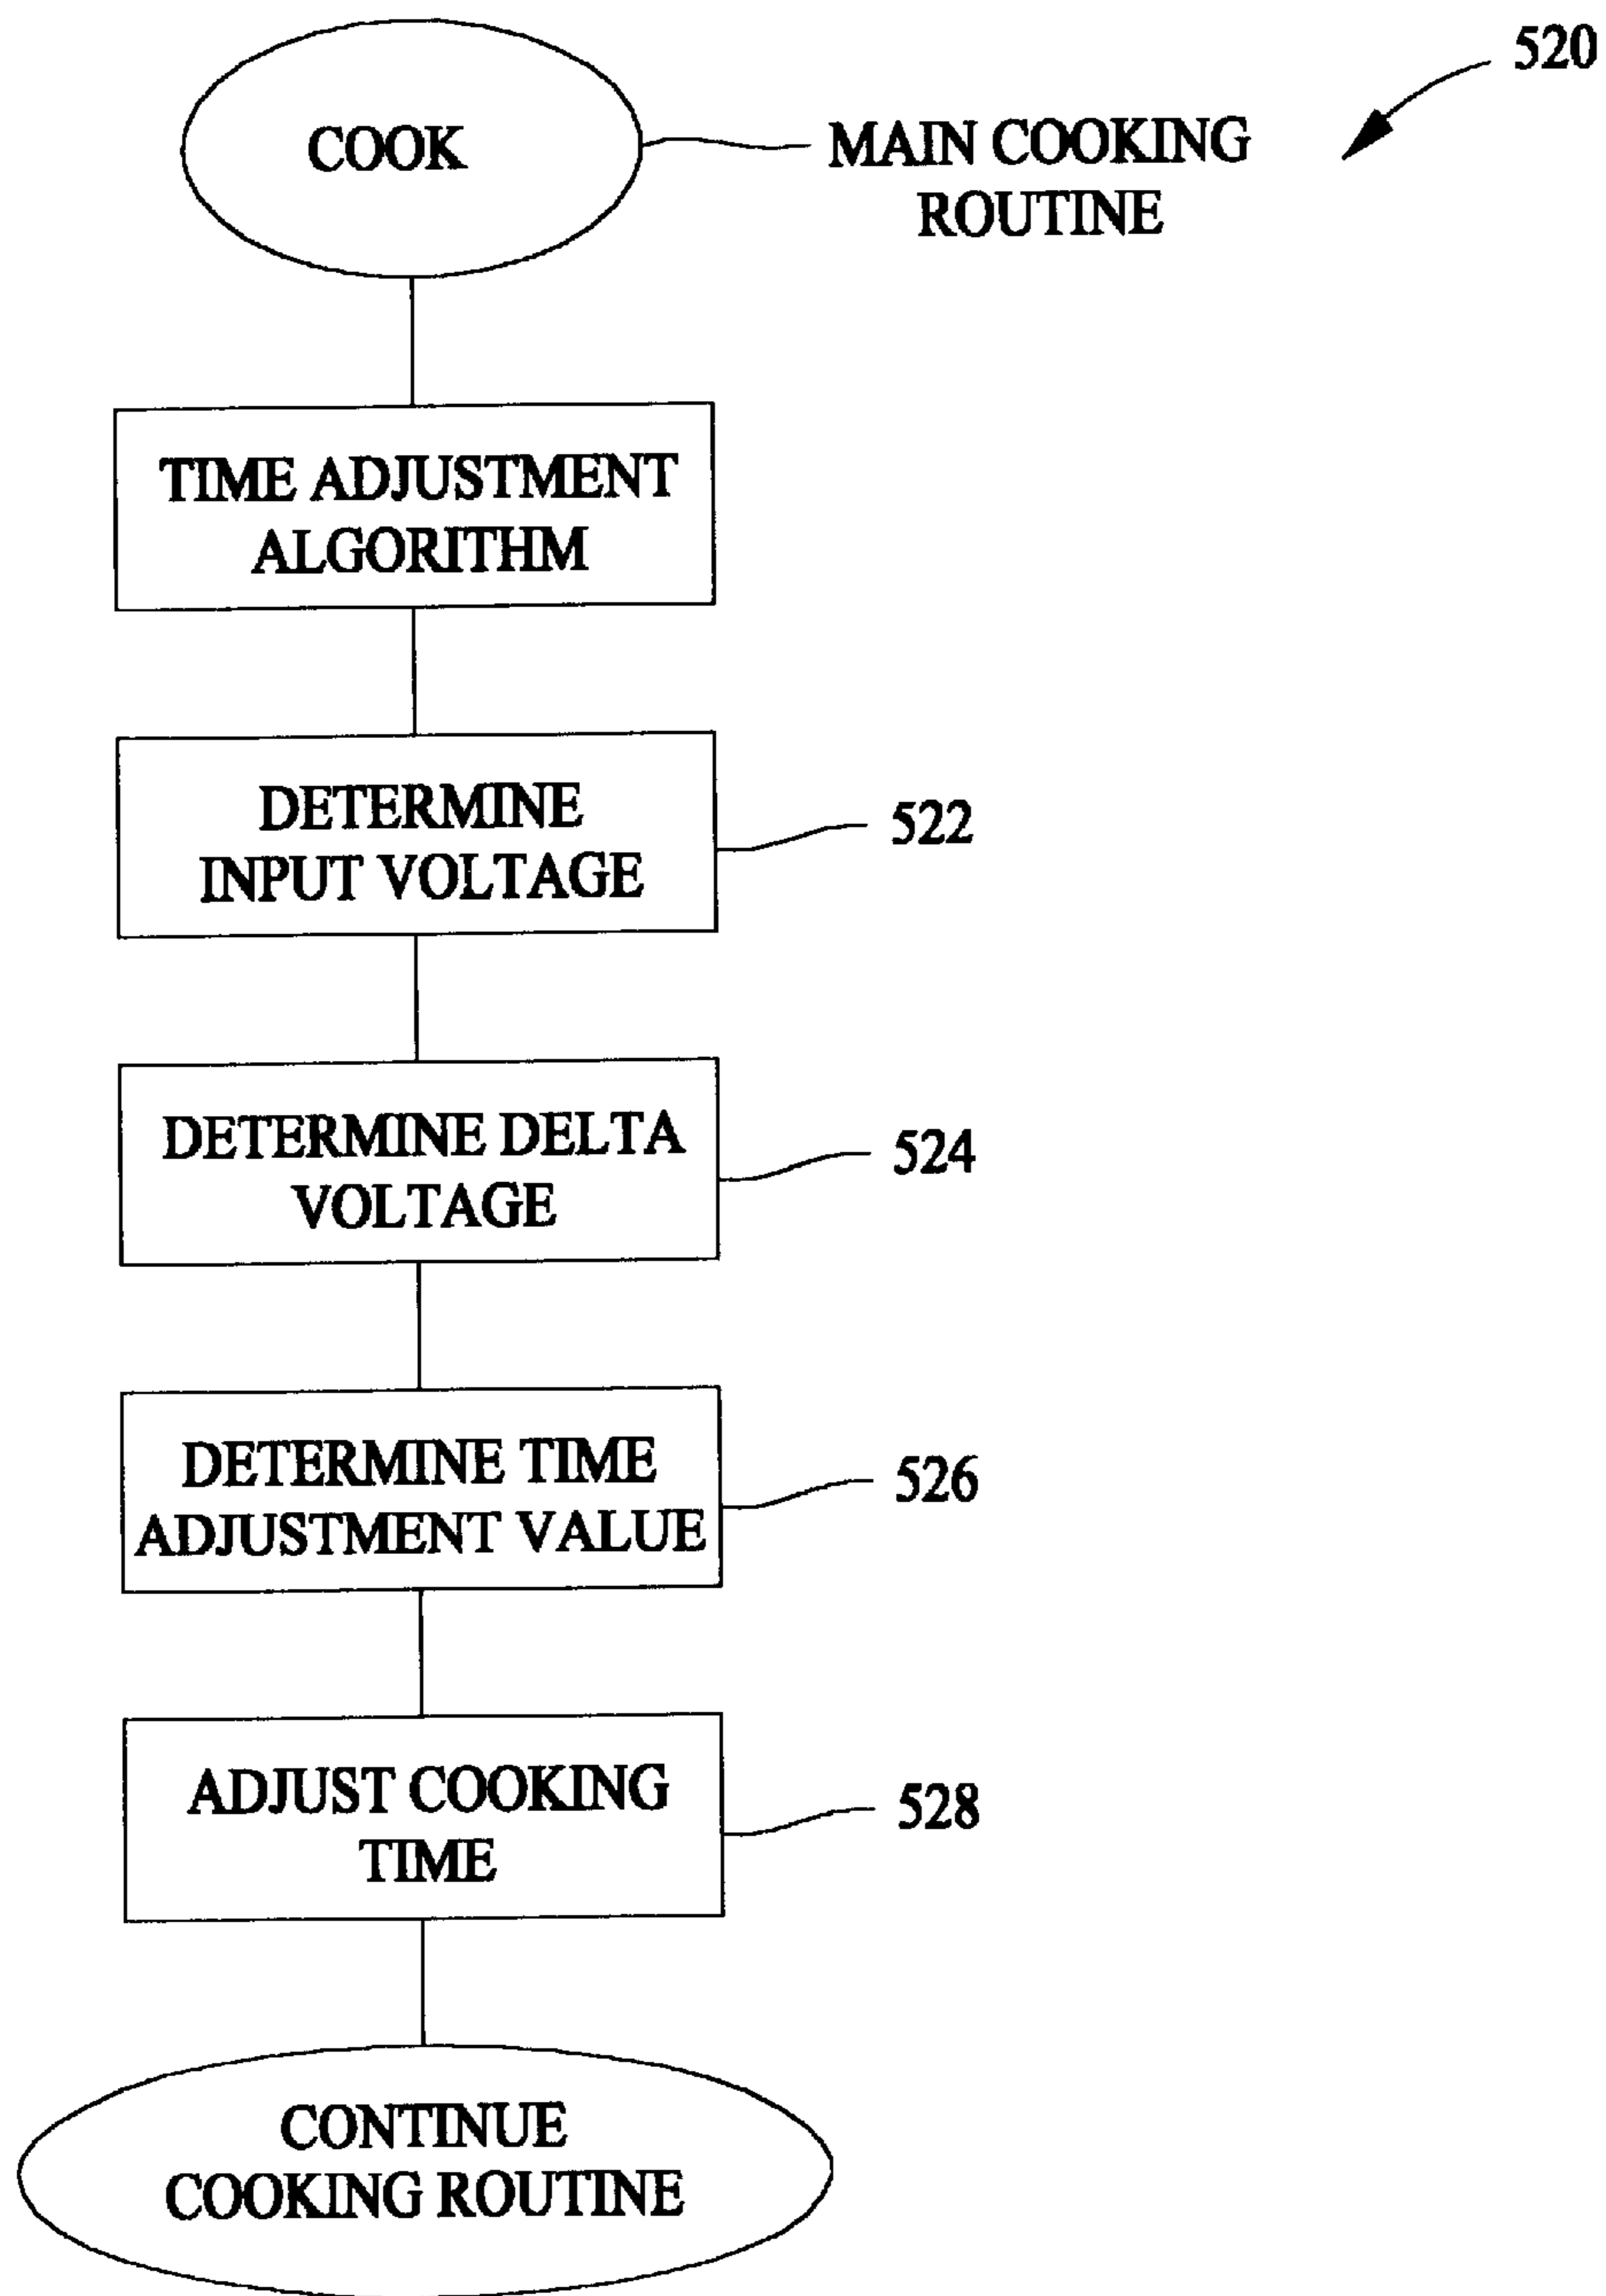 520
COOK
MAIN COOKING
ROUTINE
TIME ADJUSTMENT
ALGORITHM
DETERMINE
INPUT VOLTAGE
522
DETERMINE DELTA
VOLTAGE
524
DETERMINE TIME
ADJUSTMENT VALUE
526
ADJUST COOKING
TIME
528
CONTINUE
COOKING ROUTINE